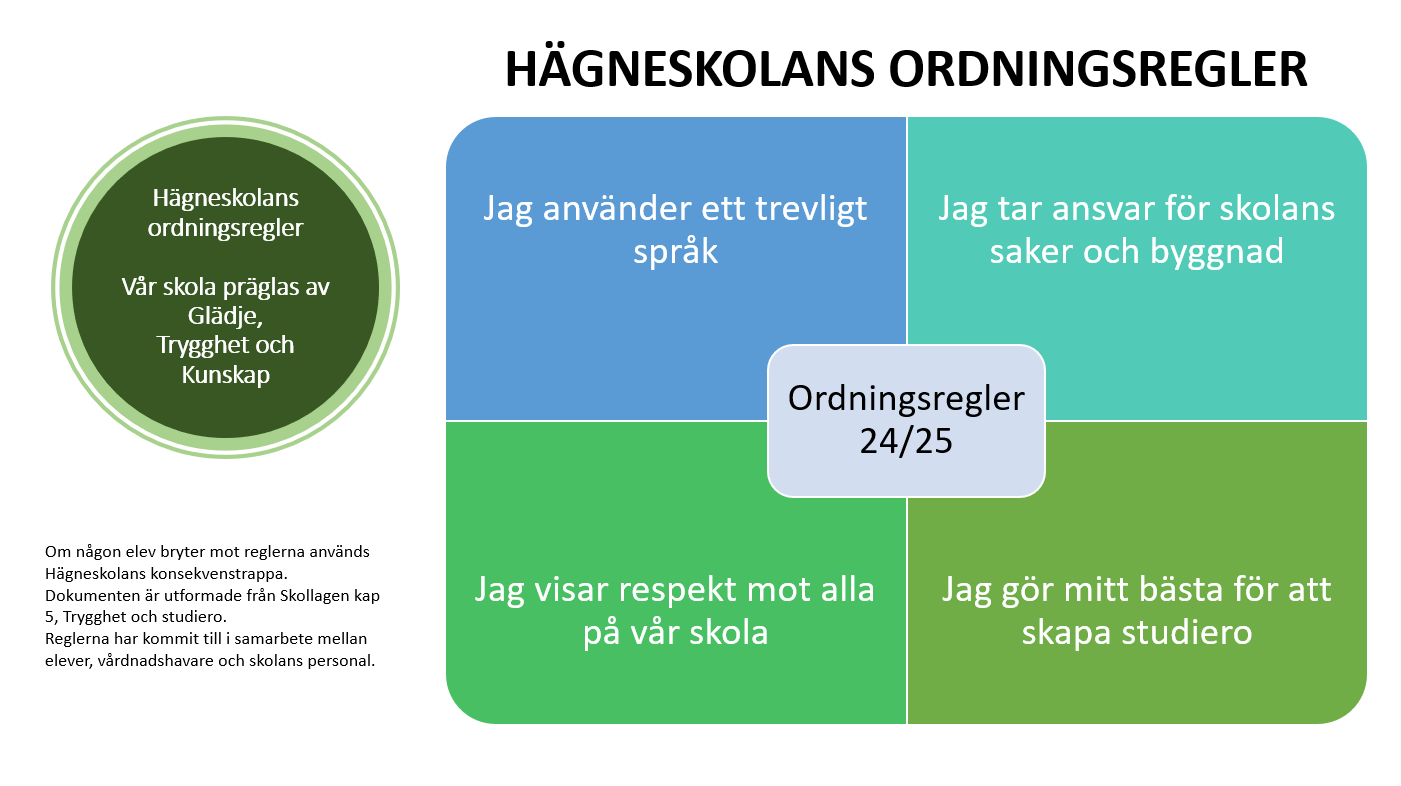 HÄGNESKOLANS ORDNINGSREGLER
Hägneskolans
ordningsregler
Vår skola präglas av
Glädje,
Trygghet och
Kunskap
Om någon elev bryter mot reglerna används
Hägneskolans konsekvenstrappa.
Dokumenten är utformade från Skollagen kap
5, Trygghet och studiero.
Reglerna har kommit till i samarbete mellan
elever, vårdnadshavare och skolans personal.
Jag använder ett trevligt
språk
Jag tar ansvar för skolans
saker och byggnad
Ordningsregler
24/25
Jag visar respekt mot alla
på vår skola
Jag gör mitt bästa för att
skapa studiero